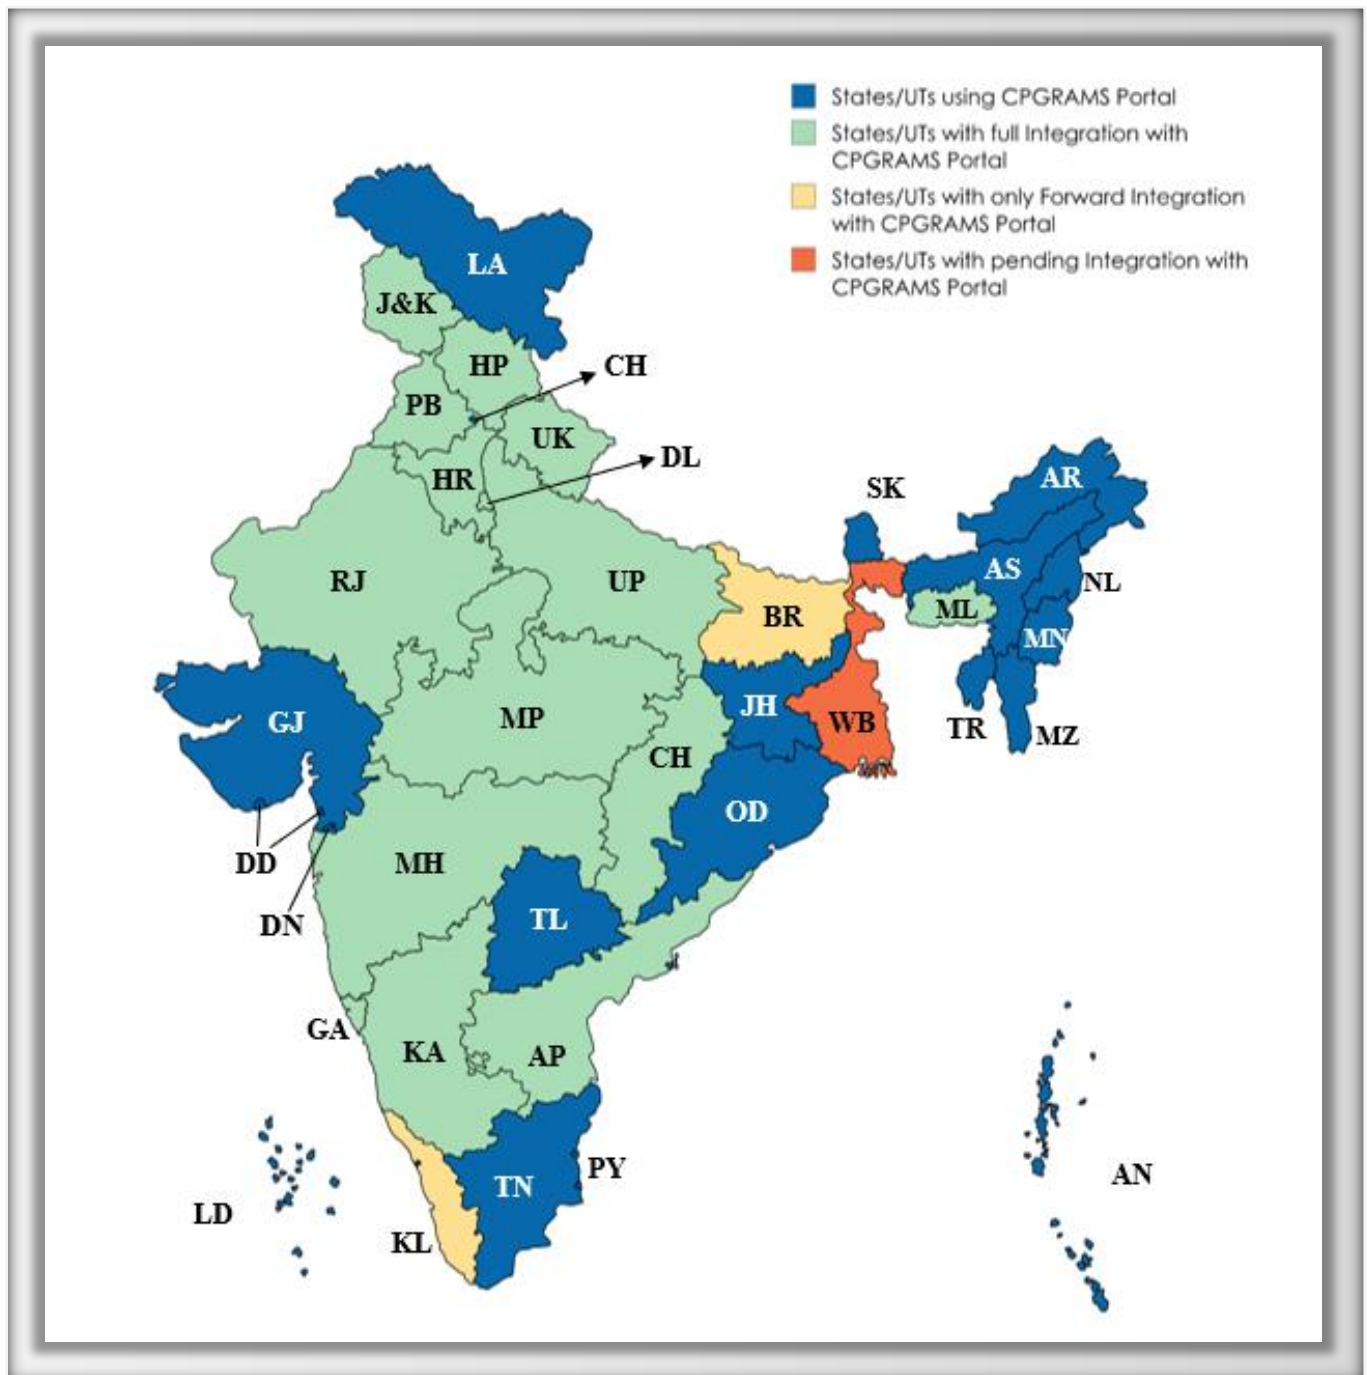 States/UTs using CPGRAMS Portal
States/UTs with full Integration with
CPGRAMS Portal
States/UTs with only Forward Integration
with CPGRAMS Portal
States/UTs with pending Integration with
CPGRAMS Portal
LA
J&K
HP
CH
PB
UK
DL
HR
SK
AR
AS
NL
RJ
UP
BR
ML
MN
GJ
MP
JH
WB
TR
MZ
CH
OD
DD
MH
DN
TL
GA
KA
AP
PY
AN
TN
LD
KL